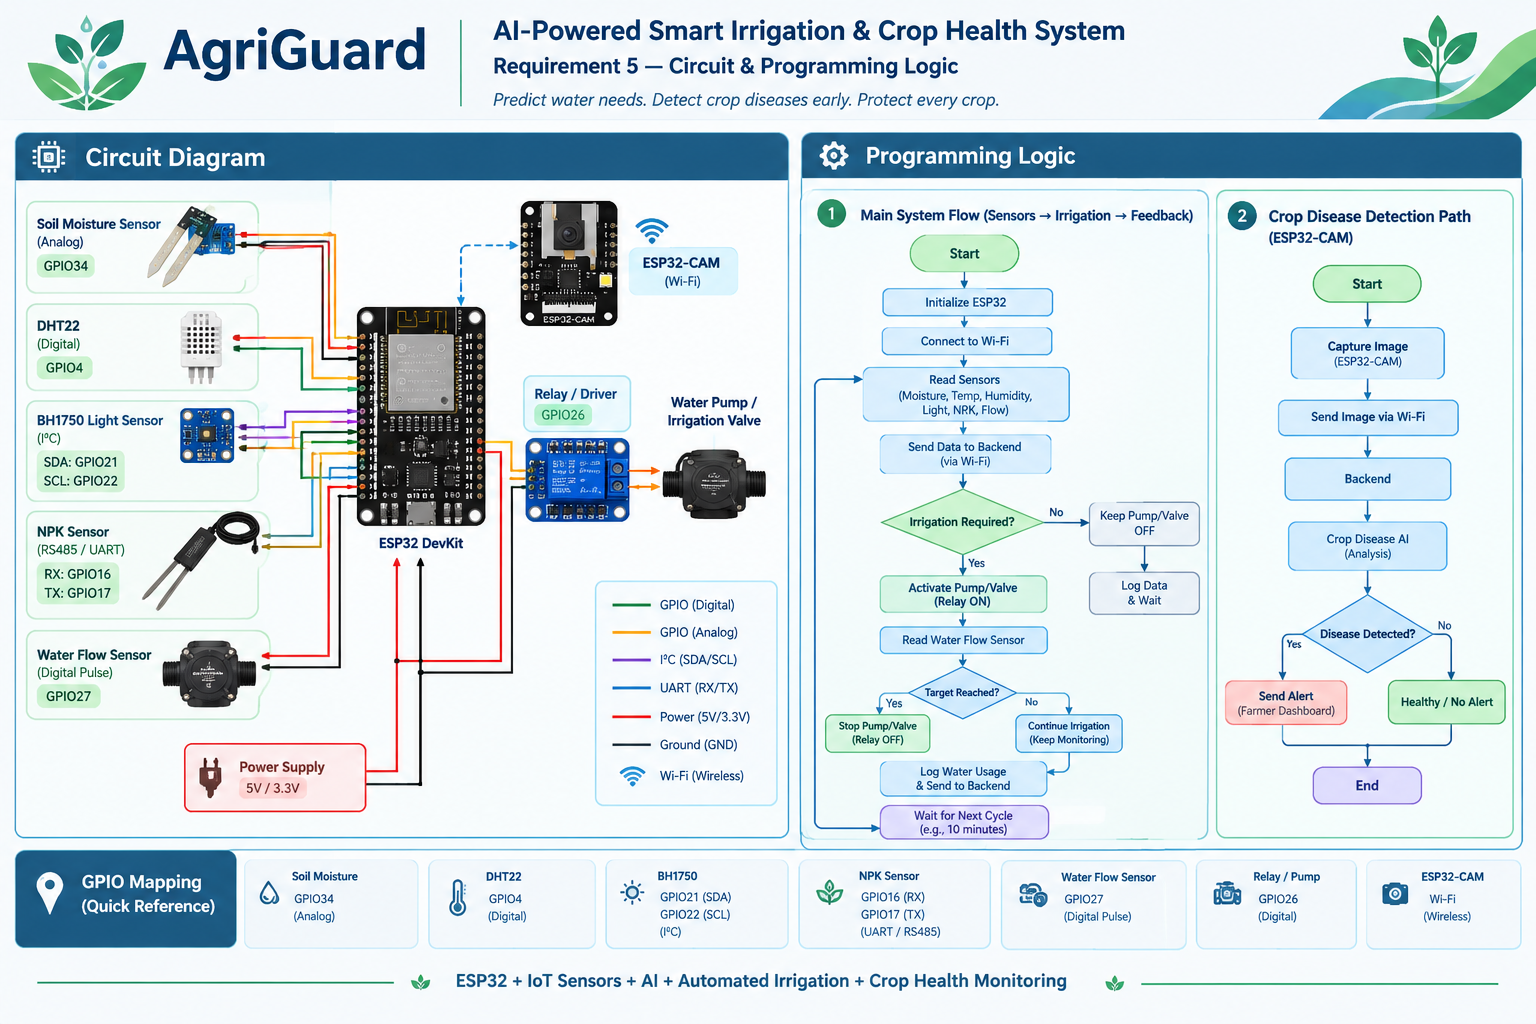 AgriGuard
AI-Powered Smart Irrigation & Crop Health System
Requirement 5 — Circuit & Programming Logic
Predict water needs. Detect crop diseases early. Protect every crop.
Circuit Diagram
Soil Moisture Sensor
(Analog)
GPIO34
DHT22
(Digital)
GPIO4
BH1750 Light Sensor
(I²C)
SDA: GPIO21
SCL: GPIO22
NPK Sensor
(RS485 / UART)
RX: GPIO16
TX: GPIO17
Water Flow Sensor
(Digital Pulse)
GPIO27
ESP32-CAM
ESP32-CAM
(Wi-Fi)
Relay / Driver
GPIO26
Water Pump /
Irrigation Valve
ESP32 DevKit
Power Supply
5V / 3.3V
GPIO (Digital)
GPIO (Analog)
I²C (SDA/SCL)
UART (RX/TX)
Power (5V/3.3V)
Ground (GND)
Wi-Fi (Wireless)
Programming Logic
1
Main System Flow (Sensors → Irrigation → Feedback)
Start
Initialize ESP32
Connect to Wi-Fi
Read Sensors
(Moisture, Temp, Humidity,
Light, NRK, Flow)
Send Data to Backend
(via Wi-Fi)
Irrigation Required?
No
Keep Pump/Valve
OFF
Log Data
& Wait
Yes
Activate Pump/Valve
(Relay ON)
Read Water Flow Sensor
Target Reached?
Yes
No
Stop Pump/Valve
(Relay OFF)
Continue Irrigation
(Keep Monitoring)
Log Water Usage
& Send to Backend
Wait for Next Cycle
(e.g., 10 minutes)
2
Crop Disease Detection Path
(ESP32-CAM)
Start
Capture Image
(ESP32-CAM)
Send Image via Wi-Fi
Backend
Crop Disease AI
(Analysis)
Disease Detected?
Yes
No
Send Alert
(Farmer Dashboard)
Healthy / No Alert
End
GPIO Mapping
(Quick Reference)
Soil Moisture
GPIO34
(Analog)
DHT22
GPIO4
(Digital)
BH1750
GPIO21 (SDA)
GPIO22 (SCL)
(I²C)
NPK Sensor
GPIO16 (RX)
GPIO17 (TX)
(UART / RS485)
Water Flow Sensor
GPIO27
(Digital Pulse)
Relay / Pump
GPIO26
(Digital)
ESP32-CAM
Wi-Fi
(Wireless)
ESP32 + IoT Sensors + AI + Automated Irrigation + Crop Health Monitoring